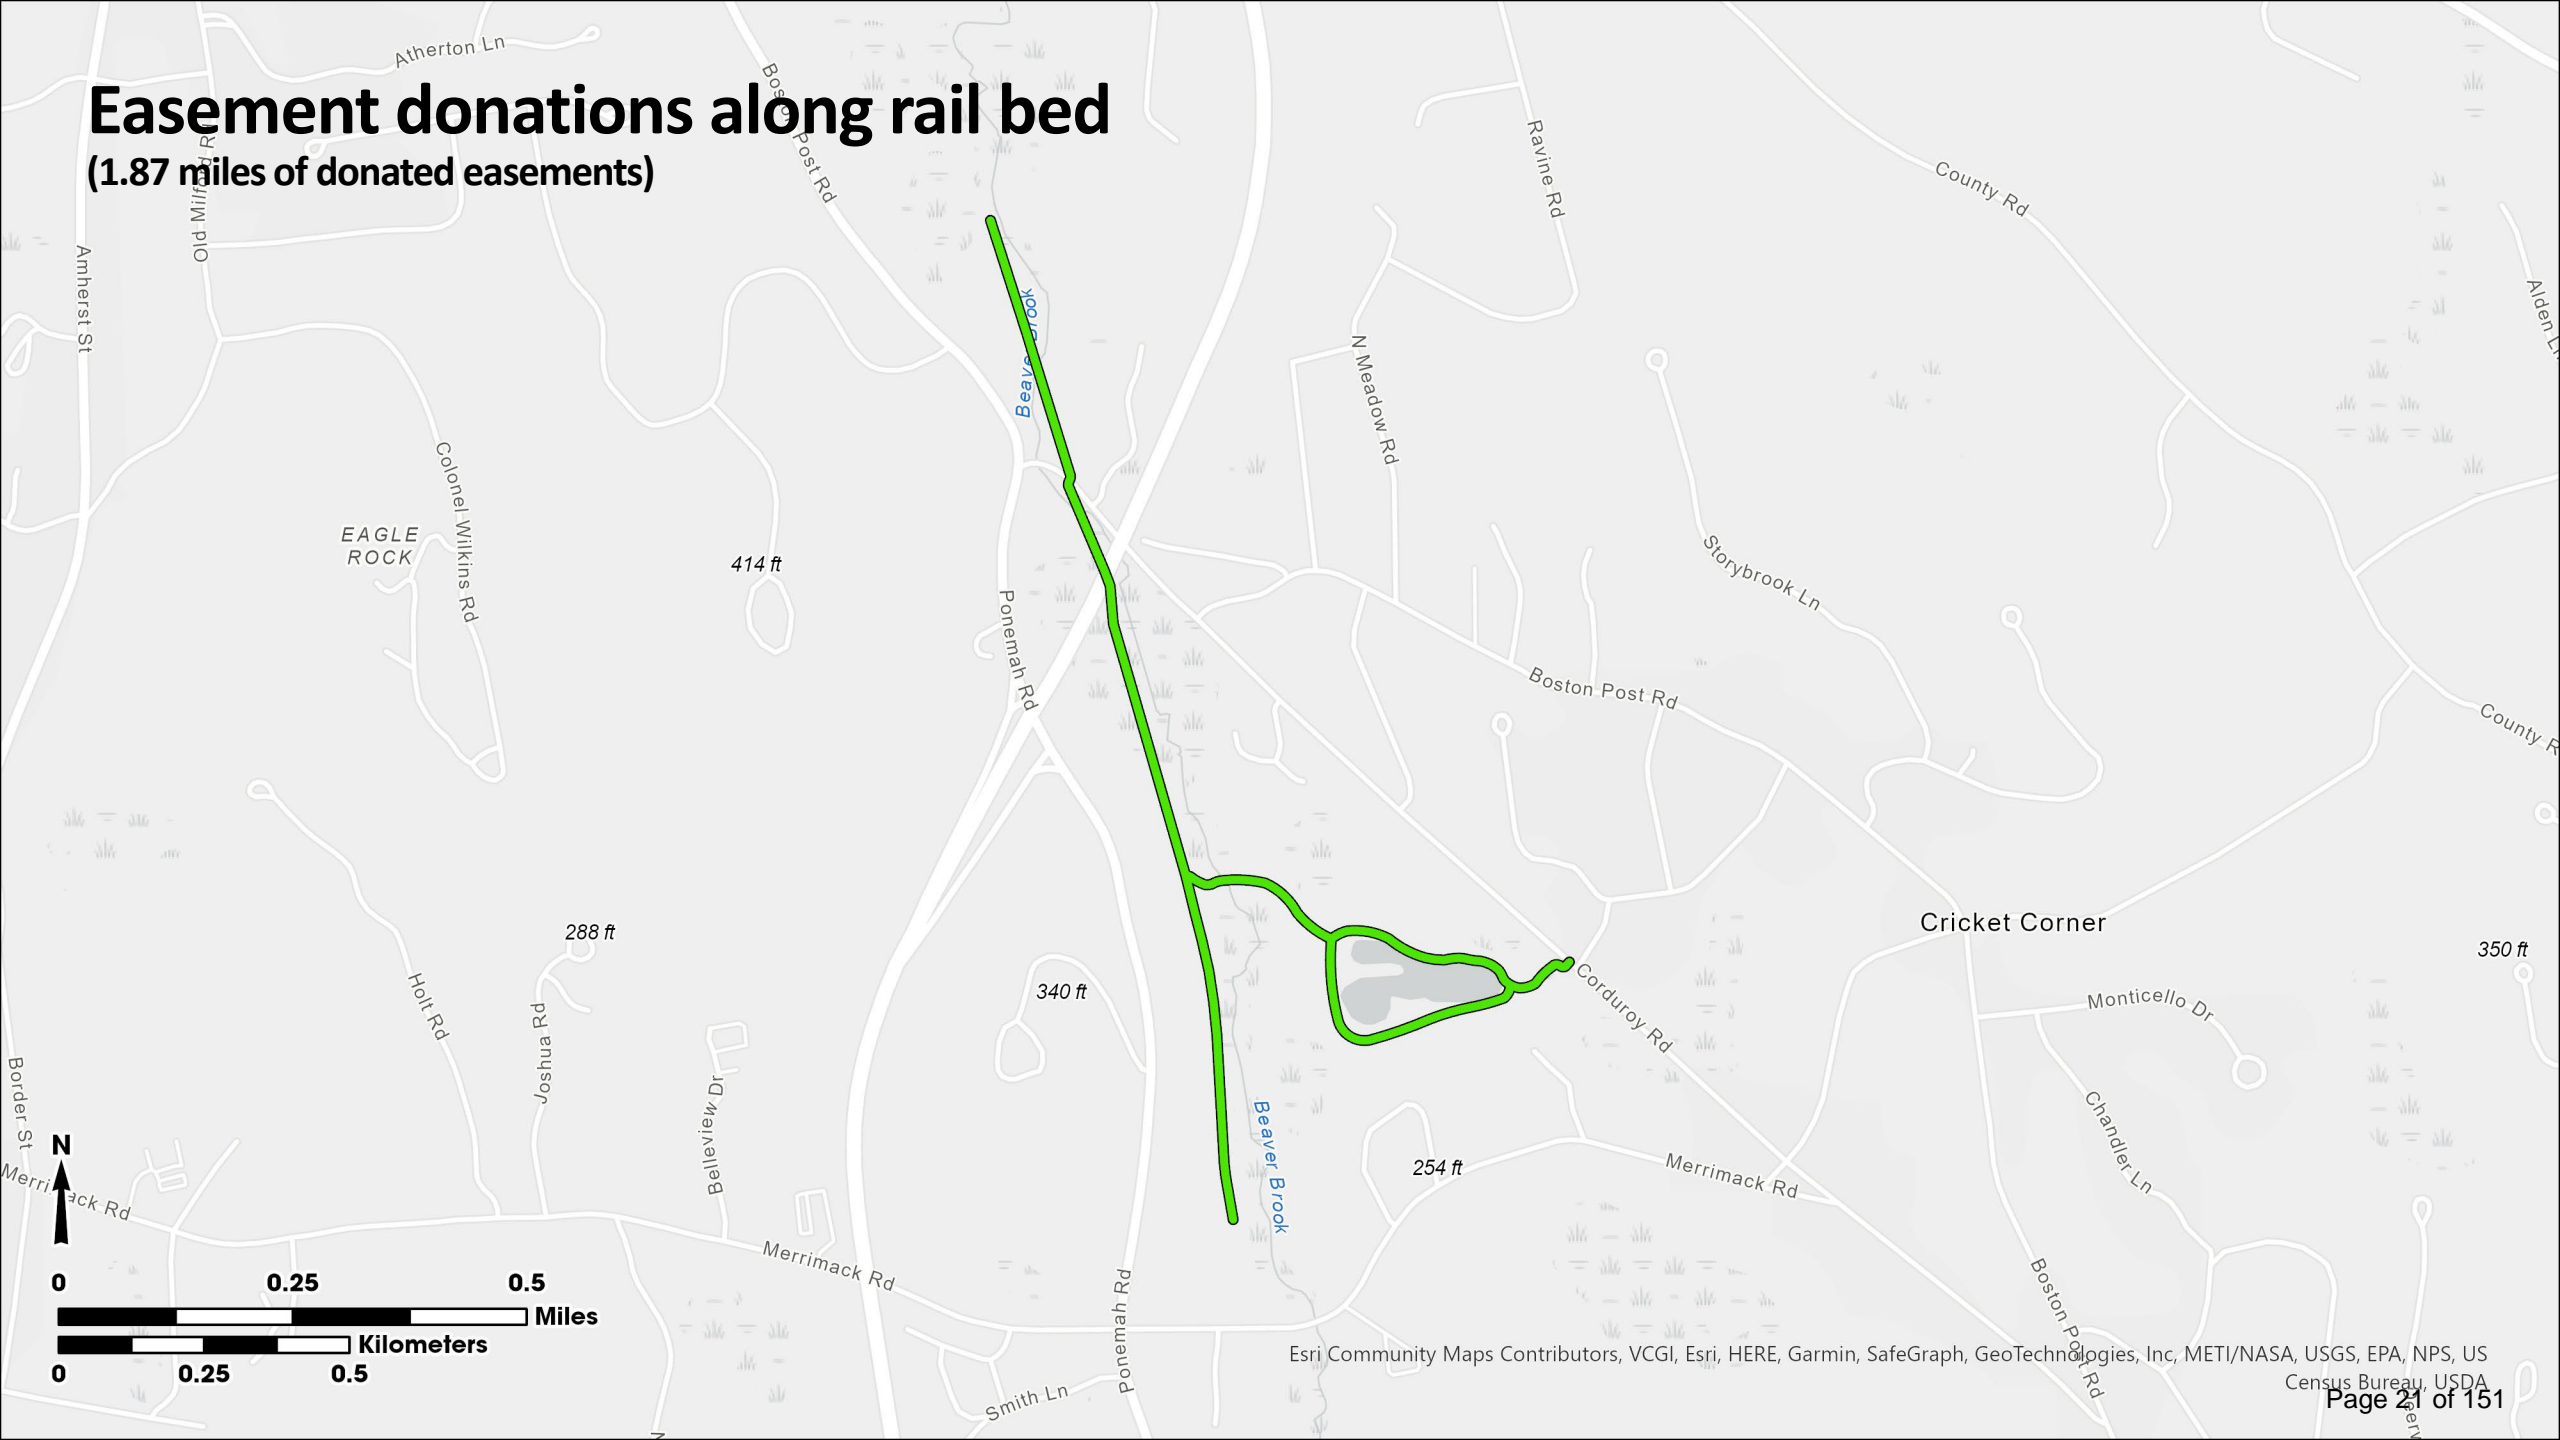 Atherton Ln
Easement donations along rail bed
(1.87 miles of donated easements)
Boston Post Rd
Old Milford Rd
Amherst St
Ravine Rd
County Rd
Alden Ln
Beaver Brook
N Meadow Rd
Colonel Wilkins Rd
EAGLE
ROCK
414 ft
Storybrook Ln
Ponemah Rd
Boston Post Rd
County R
Cricket Corner
288 ft
350 ft
340 ft
Holt Rd
Joshua Rd
Corduroy Rd
Monticello Dr
Belleview Dr
Border St
Chandler Ln
Beaver Brook
254 ft
Merrimack Rd
N
Merrimack Rd
Merrimack Rd
Ponemah Rd
Boston Post Rd
0 0.25 0.5
Miles
Kilometers
0 0.25 0.5
Smith Ln
N
Esri Community Maps Contributors, VCGI, Esri, HERE, Garmin, SafeGraph, GeoTechnologies, Inc, METI/NASA, USGS, EPA, NPS, US
Census Bureau, USDA
Page 21 of 151